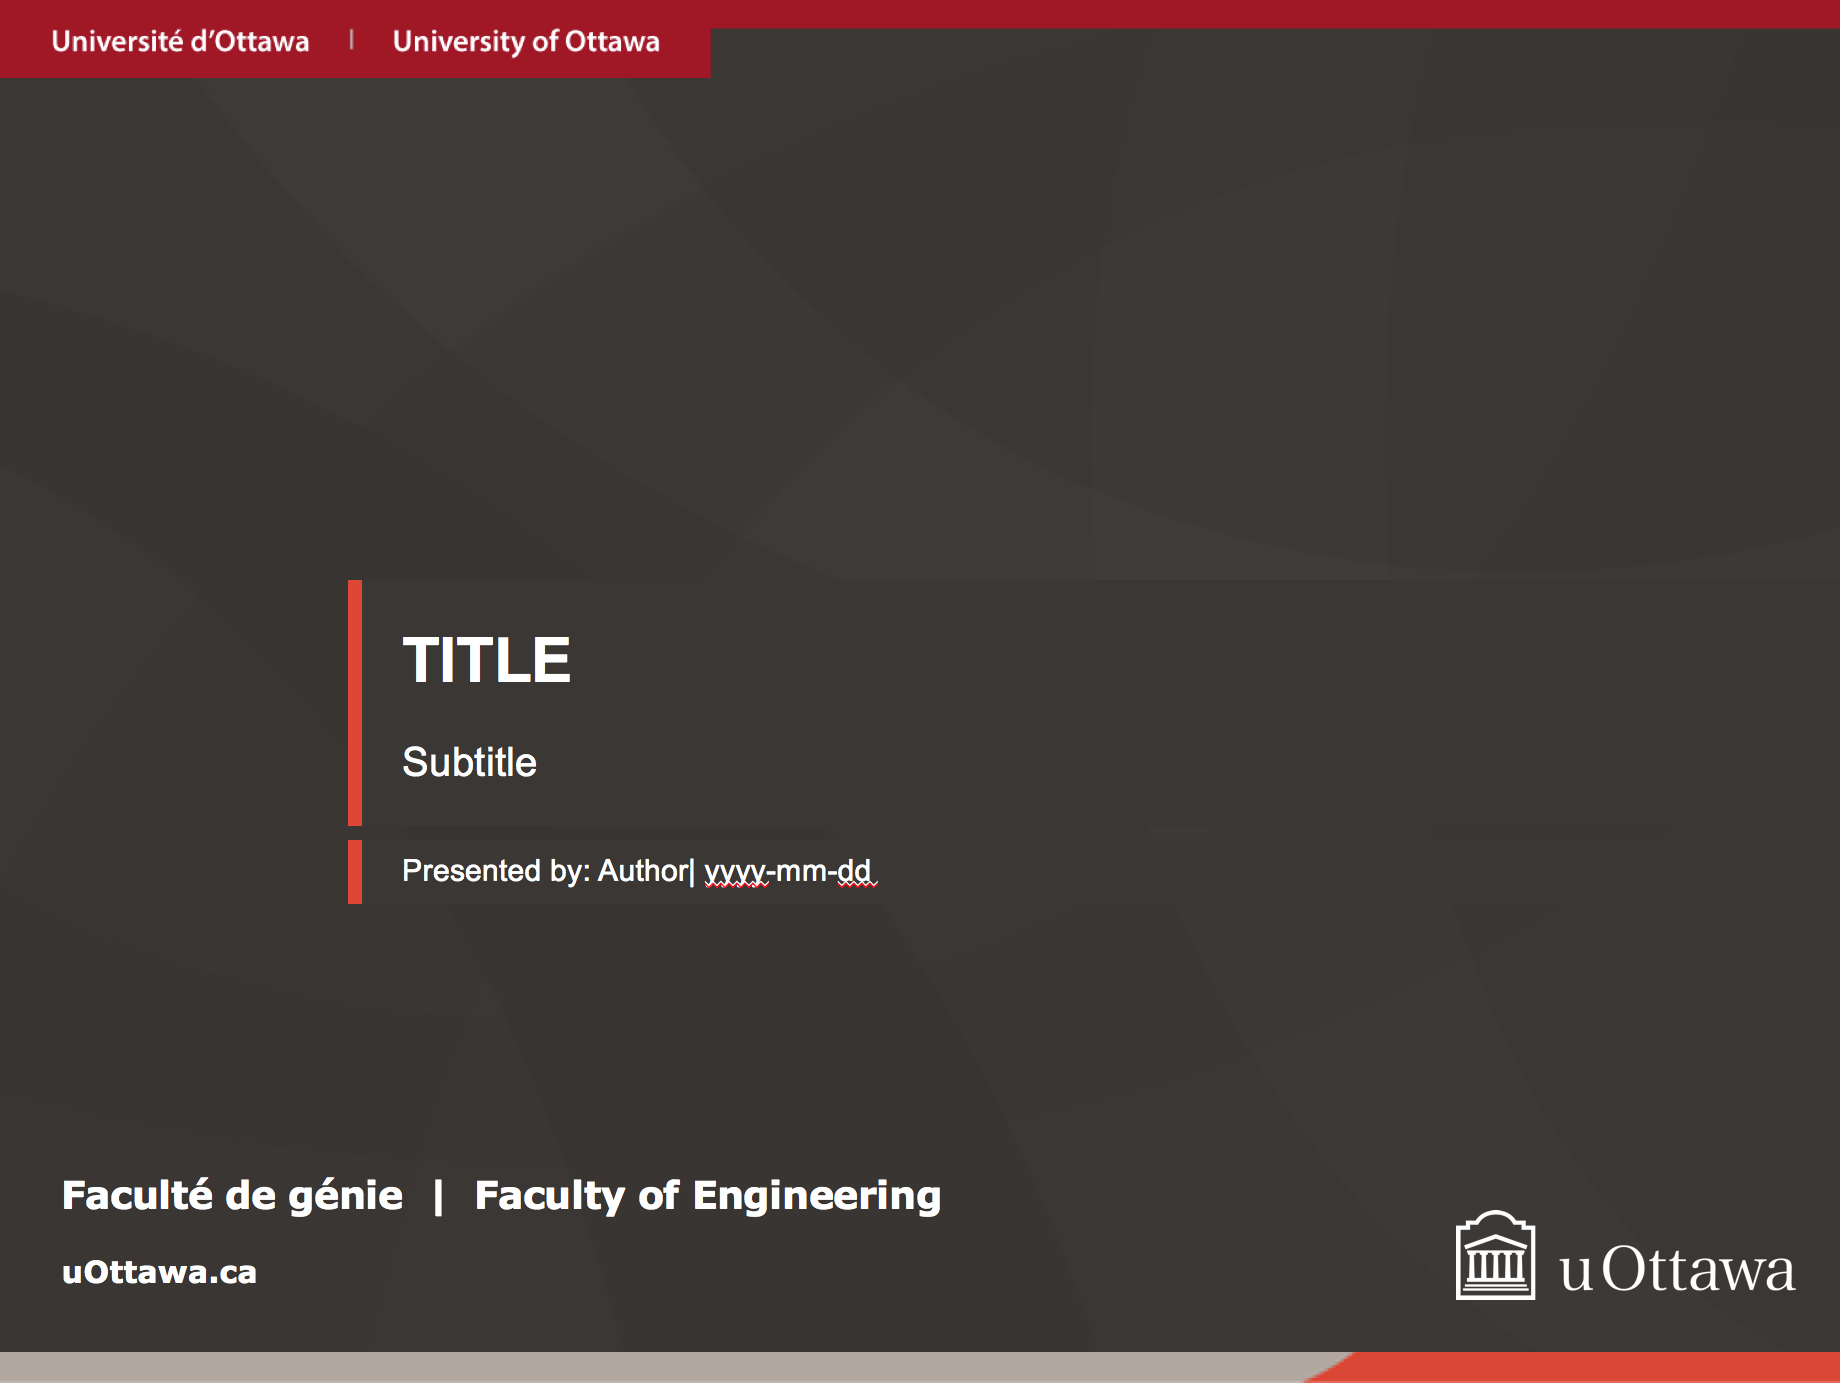 Université d'Ottawa | University of Ottawa
TITLE
Subtitle
Presented by: Author| yyyy-mm-dd
Faculté de génie | Faculty of Engineering
uOttawa.ca
uOttawa